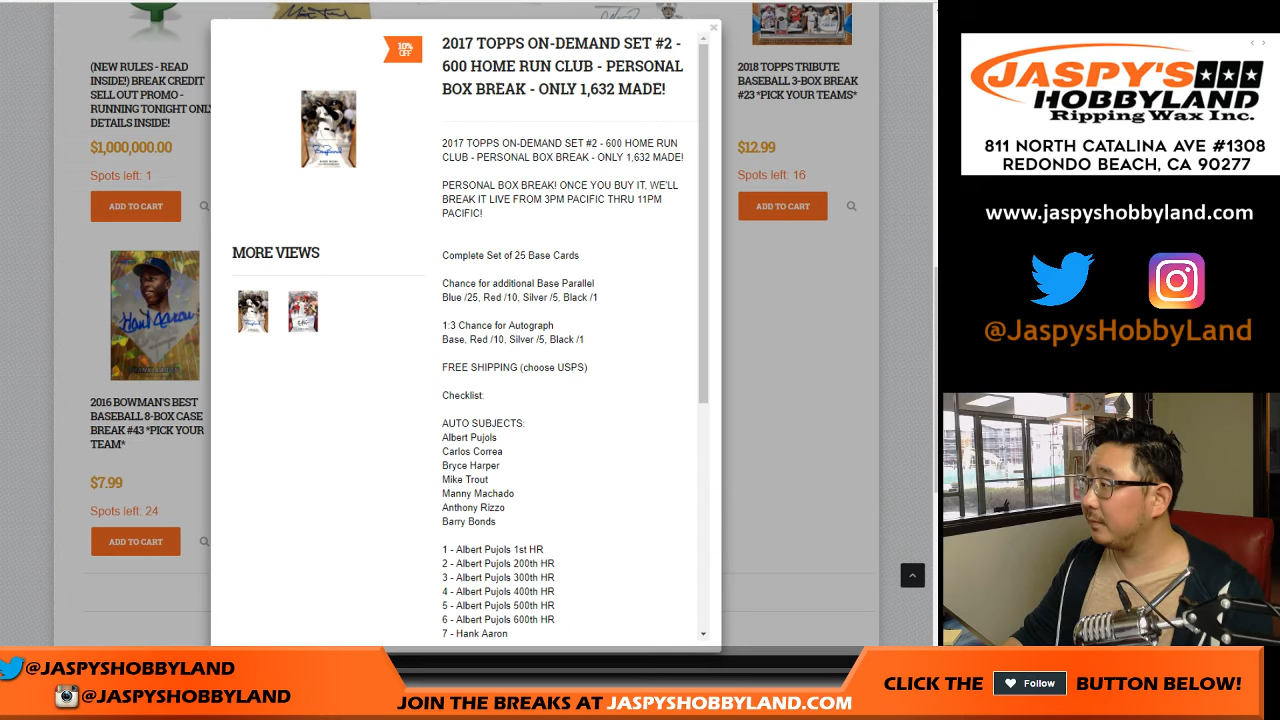 (NEW RULES - READ
INSIDE!) BREAK CREDIT
SELL OUT PROMO -
RUNNING TONIGHT ONL
DETAILS INSIDE!
$1,000,000.00
Spots left: 1
ADD TO CART
2016 BOWMAN'S BEST
BASEBALL 8-BOX CASE
BREAK #43 *PICK YOUR
TEAM*
$7.99
Spots left: 24
ADD TO CART
10%
OFF
MORE VIEWS
2017 TOPPS ON-DEMAND SET #2 -
600 HOME RUN CLUB - PERSONAL
BOX BREAK - ONLY 1,632 MADE!
2017 TOPPS ON-DEMAND SET #2 - 600 HOME RUN
CLUB - PERSONAL BOX BREAK - ONLY 1,632 MADE!
PERSONAL BOX BREAK! ONCE YOU BUY IT, WE'LL
BREAK IT LIVE FROM 3PM PACIFIC THRU 11PM
PACIFIC!
Complete Set of 25 Base Cards
Chance for additional Base Parallel
Blue /25, Red /10, Silver /5, Black /1
1:3 Chance for Autograph
Base, Red /10, Silver /5, Black /1
FREE SHIPPING (choose USPS)
Checklist:
AUTO SUBJECTS:
Albert Pujols
Carlos Correa
Bryce Harper
Mike Trout
Manny Machado
Anthony Rizzo
Barry Bonds
1 - Albert Pujols 1st HR
2 - Albert Pujols 200th HR
3 - Albert Pujols 300th HR
4 - Albert Pujols 400th HR
5 - Albert Pujols 500th HR
6 - Albert Pujols 600th HR
7 - Hank Aaron
2018 TOPPS TRIBUTE
BASEBALL 3-BOX BREAK
#23 *PICK YOUR TEAMS*
$12.99
Spots left: 16
ADD TO CART
JASPY'S
HOBBYLAND
Ripping Wax Inc.
811 NORTH CATALINA AVE #1308
REDONDO BEACH, CA 90277
www.jaspyshobbyland.com
@JaspysHobbyLand
@JASPYSHOBBYLAND
@JASPYSHOBBYLAND
JOIN THE BREAKS AT JASPYSHOBBYLAND.COM
CLICK THE Follow BUTTON BELOW!